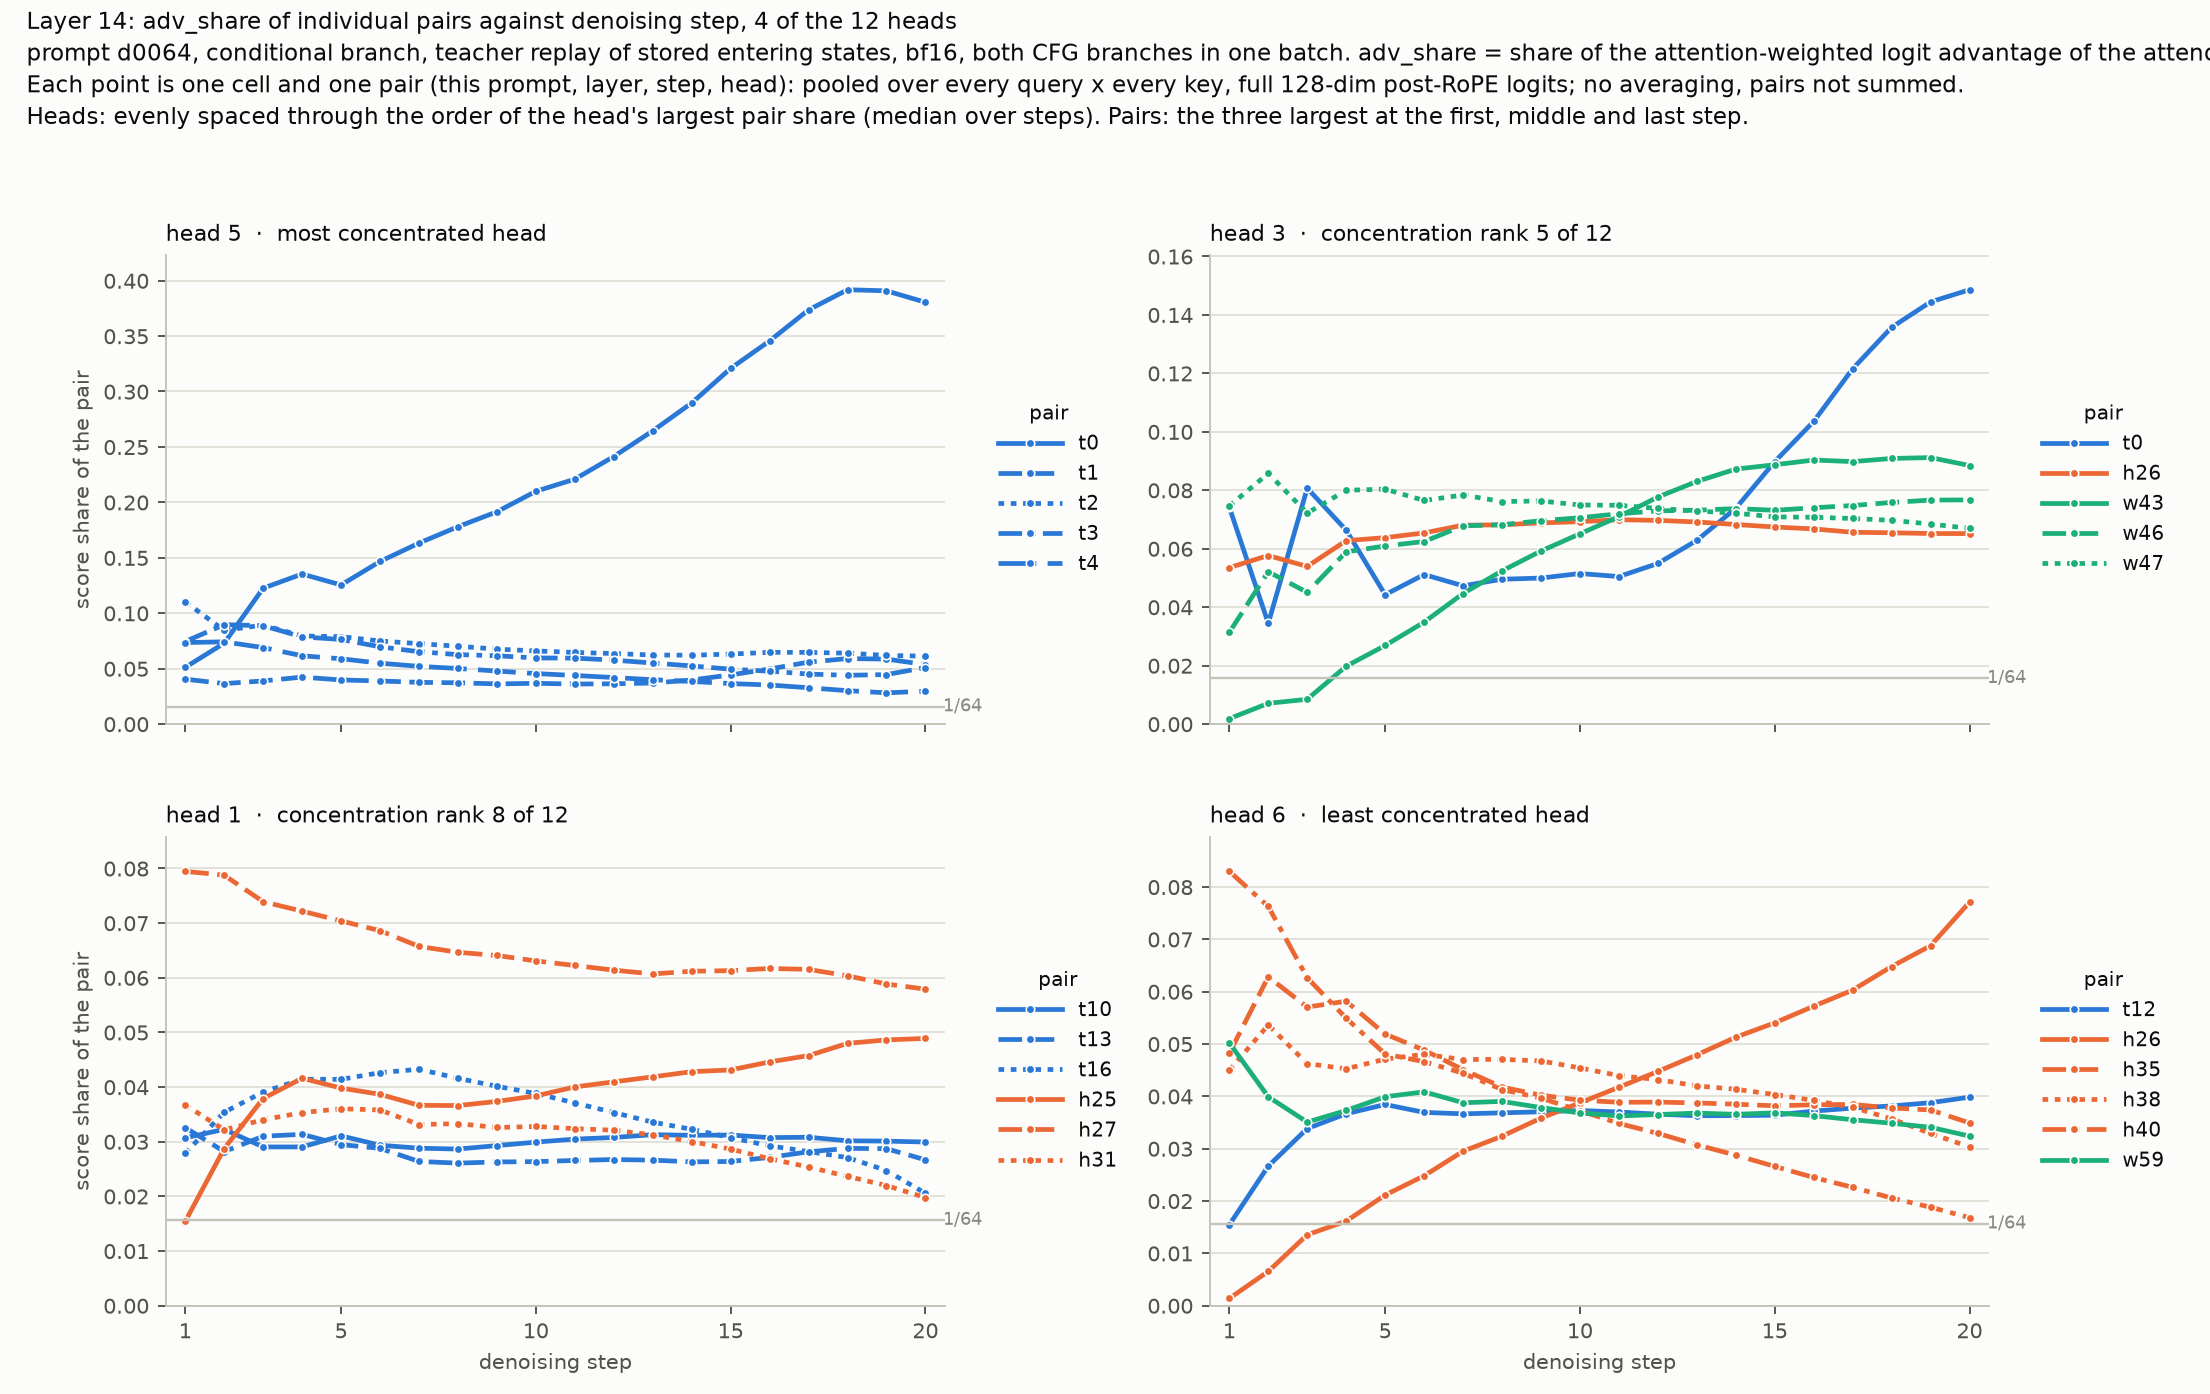 Layer 14: adv_share of individual pairs against denoising step, 4 of the 12 heads
prompt d0064, conditional branch, teacher replay of stored entering states, bf16, both CFG branches in one batch. adv_share = share of the attention-weighted logit advantage of the
Each point is one cell and one pair (this prompt, layer, step, head): pooled over every query x every key, full 128-dim post-RoPE logits; no averaging, pairs not summed.
Heads: evenly spaced through the order of the head's largest pair share (median over steps). Pairs: the three largest at the first, middle and last step.
head 5 · most concentrated head
score share of the pair
0.40
0.35
0.30
0.25
0.20
0.15
0.10
0.05
0.00
1/64
pair
t0
t1
t2
t3
t4
head 3 · concentration rank 5 of 12
0.16
0.14
0.12
0.10
0.08
0.06
0.04
0.02
0.00
1/64
pair
t0
h26
w43
w46
w47
head 1 · concentration rank 8 of 12
score share of the pair
0.08
0.07
0.06
0.05
0.04
0.03
0.02
0.01
0.00
1/64
1 5 10 15 20
denoising step
pair
t10
t13
t16
h25
h27
h31
head 6 · least concentrated head
0.08
0.07
0.06
0.05
0.04
0.03
0.02
0.01
0.00
1/64
1 5 10 15 20
denoising step
pair
t12
h26
h35
h38
h40
w59